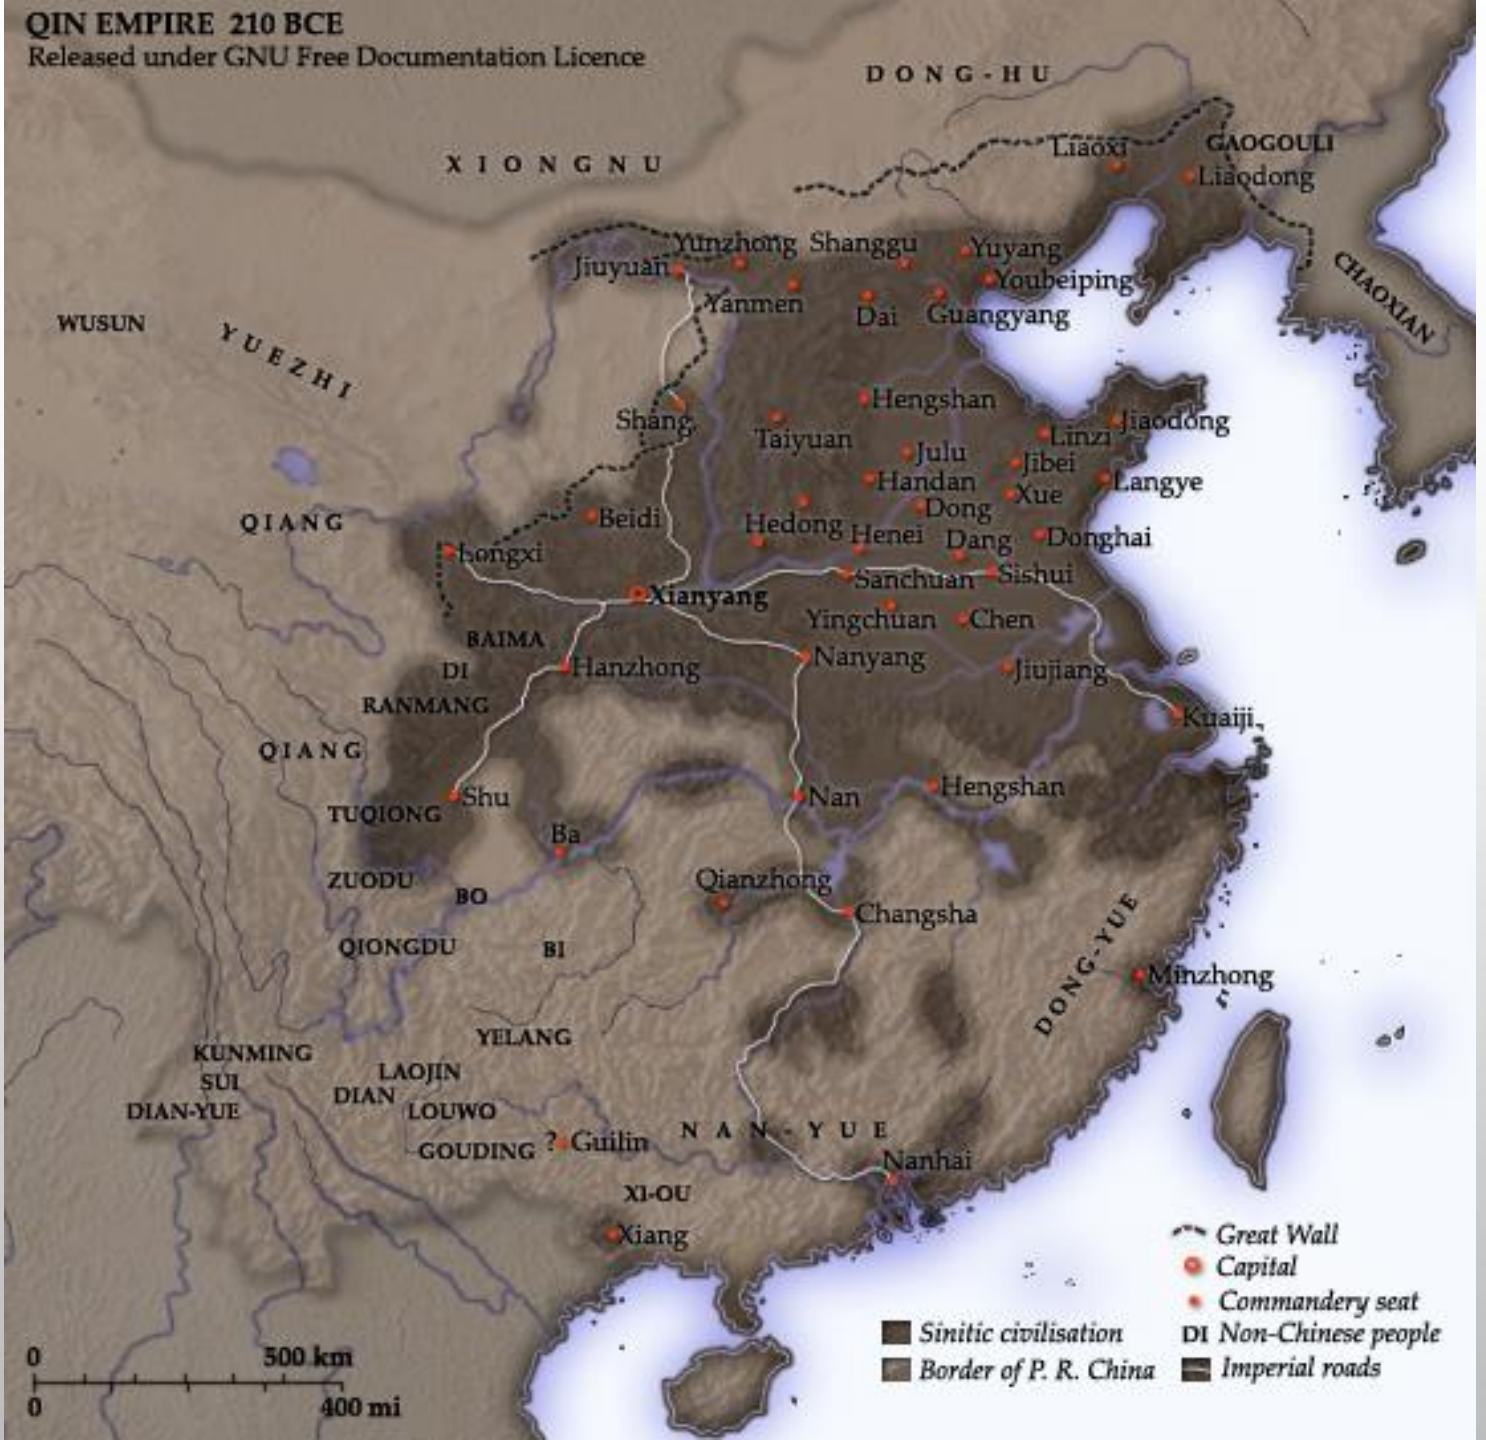 QIN EMPIRE 210 BCE
Released under GNU Free Documentation Licence
DONG-HU
XIONGNU
Liaoxi
GAOGOULI
Liaodong
Yunzhong
Shanggu
Yuyang
Jiuyuan
Youbeiping
CHAOXIAN
Yanmen
Dai
Guangyang
WUSUN
YUEZHI
Hengshan
Shang
Taiyuan
Linzi
Jiaodong
Julu
Jibei
Handan
Langye
Xue
Dong
QIANG
Beidi
Hedong
Henei
Dang
Donghai
Longxi
Sanchuan
Sishui
Xianyang
Yingchuan
Chen
BAIMA
DI
Hanzhong
Nanyang
Jiujiang
RANMANG
Kuaiji
QIANG
Shu
Nan
Hengshan
TUQIONG
Ba
ZUODU
BO
Qianzhong
Changsha
QIONGDU
BI
DONG-YUE
Minzhong
YELANG
KUNMING
SUI
LAOJIN
DIAN
DIAN-YUE
LOUWO
NAN-YUE
GOUDING
? Guilin
Nanhai
XI-OU
Xiang
Great Wall
Capital
Commandery seat
Sinitic civilisation
DI Non-Chinese people
Border of P. R. China
Imperial roads
0 500 km
0 400 mi